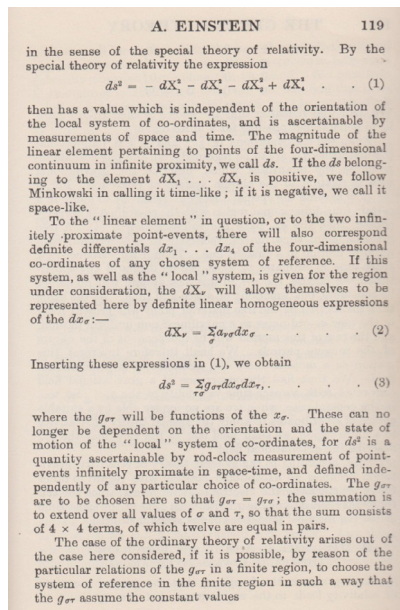 A. EINSTEIN 119
in the sense of the special theory of relativity. By the
special theory of relativity the expression
ds² = - dX₁² - dX₂² - dX₃² + dX₄² . . (1)
then has a value which is independent of the orientation of
the local system of co-ordinates, and is ascertainable by
measurements of space and time. The magnitude of the
linear element pertaining to points of the four-dimensional
continuum in infinite proximity, we call ds. If the ds belong-
ing to the element dX₁ . . . dX₄ is positive, we follow
Minkowski in calling it time-like ; if it is negative, we call it
space-like.
To the “ linear element ” in question, or to the two infin-
itely proximate point-events, there will also correspond
definite differentials dx₁ . . . dx₄ of the four-dimensional
co-ordinates of any chosen system of reference. If this
system, as well as the “ local ” system, is given for the region
under consideration, the dXᵥ will allow themselves to be
represented here by definite linear homogeneous expressions
of the dx_σ :—
dX_ν = Σ_σ a_νσ dx_σ . . . . (2)
Inserting these expressions in (1), we obtain
ds² = Σ_τσ g_στ dx_σ dx_τ, . . . . (3)
where the g_στ will be functions of the x_σ. These can no
longer be dependent on the orientation and the state of
motion of the “ local ” system of co-ordinates, for ds² is a
quantity ascertainable by rod-clock measurement of point-
events infinitely proximate in space-time, and defined inde-
pendently of any particular choice of co-ordinates. The g_στ
are to be chosen here so that g_στ = g_τσ ; the summation is
to extend over all values of σ and τ, so that the sum consists
of 4 × 4 terms, of which twelve are equal in pairs.
The case of the ordinary theory of relativity arises out of
the case here considered, if it is possible, by reason of the
particular relations of the g_στ in a finite region, to choose the
system of reference in the finite region in such a way that
the g_στ assume the constant values